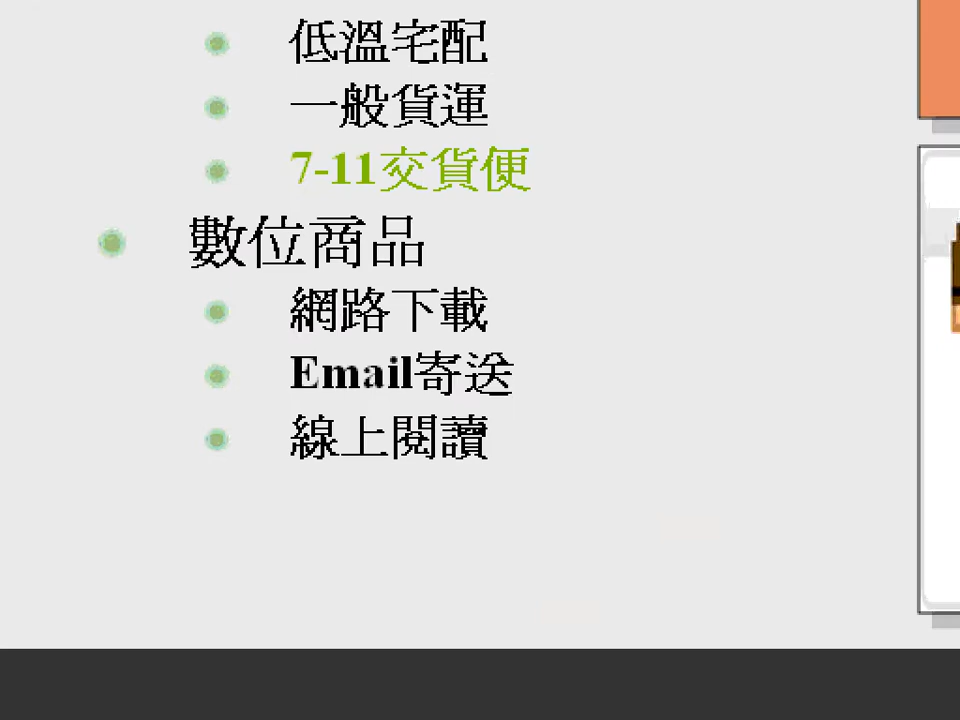 低溫宅配
一般貨運
7-11交貨便
數位商品
網路下載
Email寄送
線上閱讀